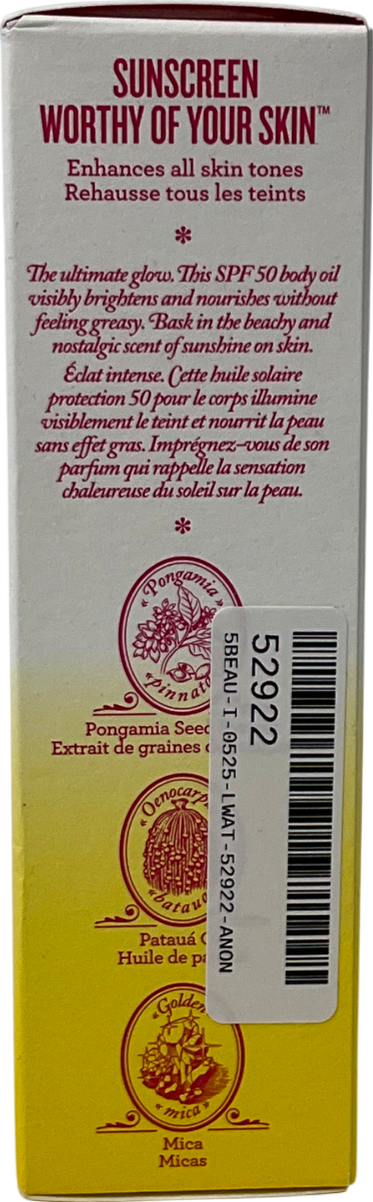 SUNSCREEN
WORTHY OF YOUR SKIN™
Enhances all skin tones
Rehausse tous les teints
*
The ultimate glow. This SPF 50 body oil
visibly brightens and nourishes without
feeling greasy. Bask in the beachy and
nostalgic scent of sunshine on skin.
Éclat intense. Cette huile solaire
protection 50 pour le corps illumine
visiblement le teint et nourrit la peau
sans effet gras. Imprégnez-vous de son
parfum qui rappelle la sensation
chaleureuse du soleil sur la peau.
*
« Pongamia
pinnat
Pongamia Seed
Extrait de graines
« Oenocarp
batau
Patauá
Huile de
« Golden
mica »
Mica
Micas
52922
5BEAU-I-0525-LWAT-52922-ANON